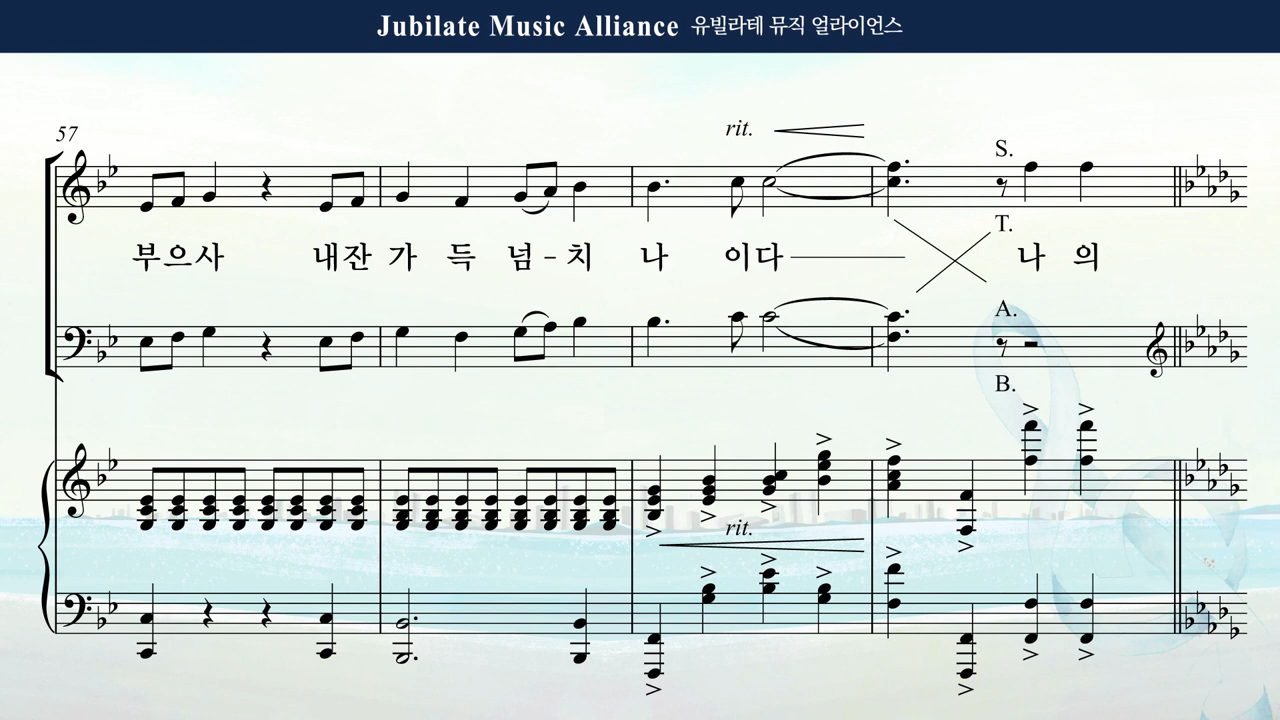 Jubilate Music Alliance 유빌라테 뮤직 얼라이언스
57
rit.
S.
T.
부으사 내잔 가 득 넘-치 나 이다 나 의
A.
B.
rit.